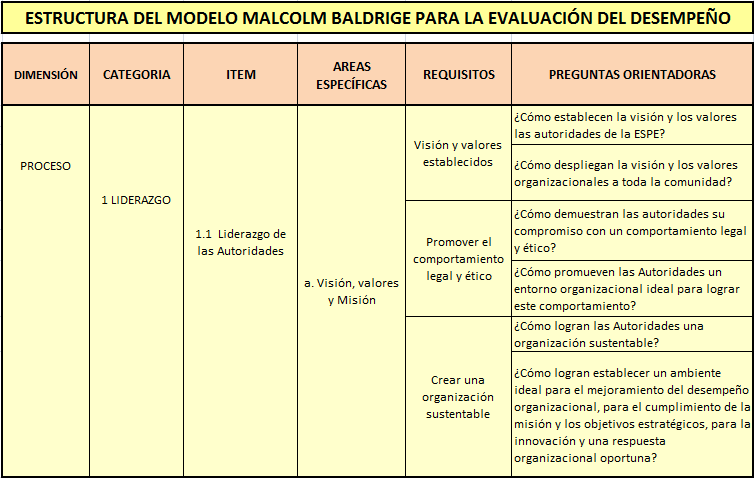 ESTRUCTURA DEL MODELO MALCOLM BALDRIGE PARA LA EVALUACIÓN DEL DESEMPEÑO
DIMENSIÓN
CATEGORIA
ITEM
AREAS
ESPECÍFICAS
REQUISITOS
PREGUNTAS ORIENTADORAS
PROCESO
1 LIDERAZGO
1.1 Liderazgo de
las Autoridades
a. Visión, valores
y Misión
Visión y valores
establecidos
¿Cómo establecen la visión y los valores
las autoridades de la ESPE?
¿Cómo despliegan la visión y los valores
organizacionales a toda la comunidad?
Promover el
comportamiento
legal y ético
¿Cómo demuestran las autoridades su
compromiso con un comportamiento legal
y ético?
¿Cómo promueven las Autoridades un
entorno organizacional ideal para lograr
este comportamiento?
Crear una
organización
sustentable
¿Cómo logran las Autoridades una
organización sustentable?
¿Cómo logran establecer un ambiente
ideal para el mejoramiento del desempeño
organizacional, para el cumplimiento de la
misión y los objetivos estratégicos, para la
innovación y una respuesta
organizacional oportuna?